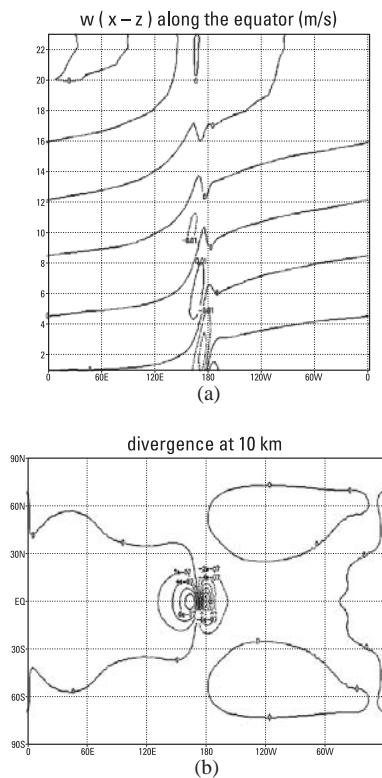 w ( x – z ) along the equator (m/s)
22
20
18
16
14
12
10
8
6
4
2
0 60E 120E 180 120W 60W 0
(a)
divergence at 10 km
90N
60N
30N
EQ
30S
60S
90S
0 60E 120E 180 120W 60W
(b)